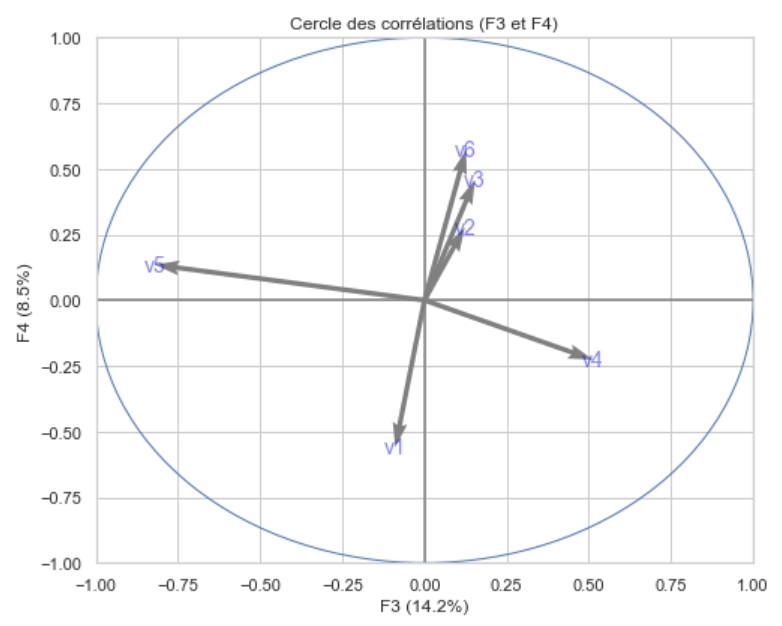 Cercle des corrélations (F3 et F4)
1.00
0.75
0.50
0.25
0.00
−0.25
−0.50
−0.75
−1.00
F4 (8.5%)
v6
v3
v2
v5
v4
v1
−1.00 −0.75 −0.50 −0.25 0.00 0.25 0.50 0.75 1.00
F3 (14.2%)